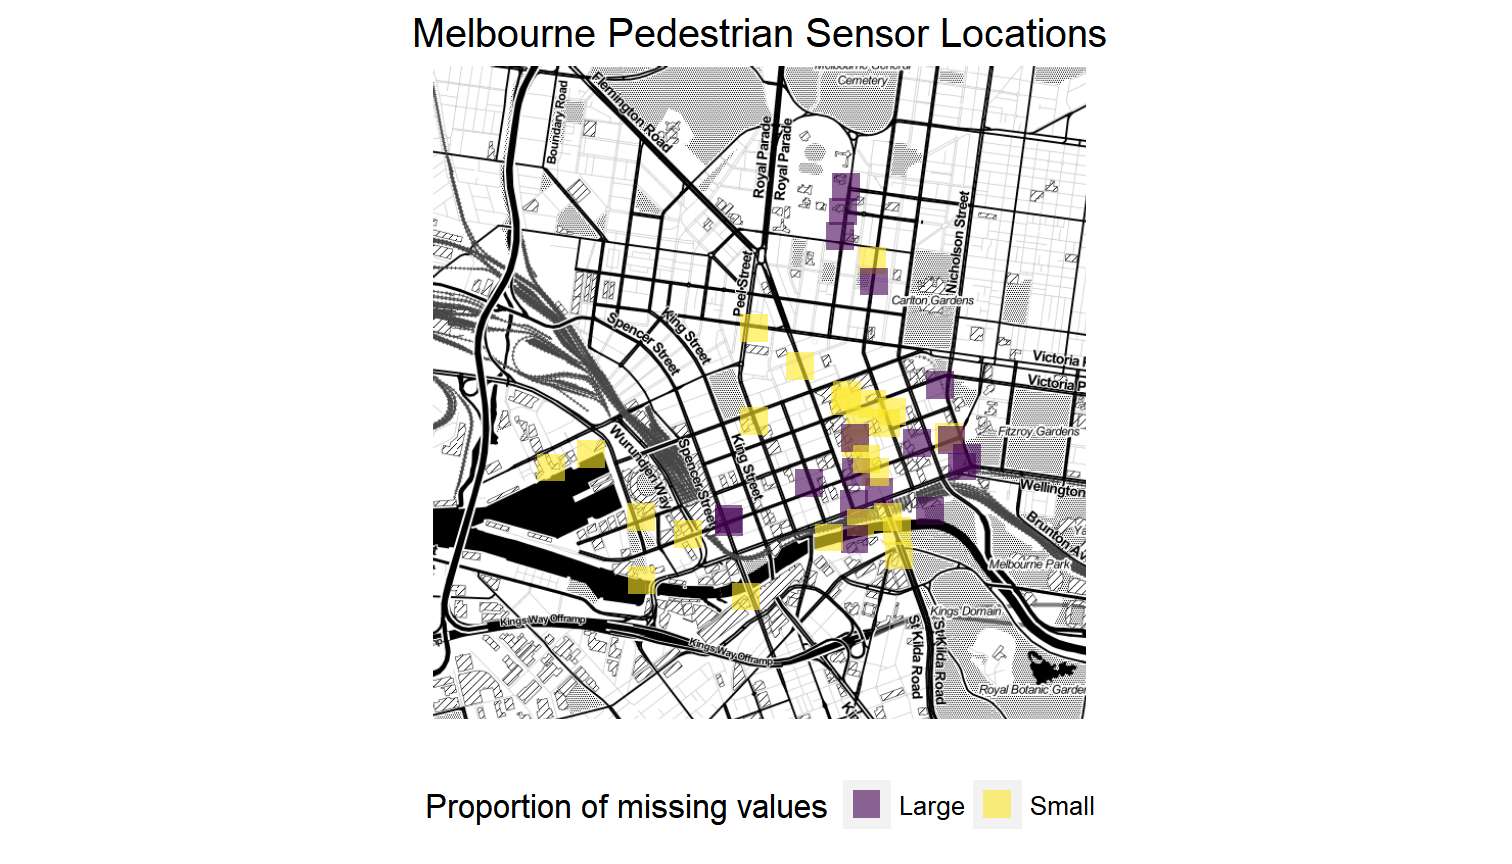 Melbourne Pedestrian Sensor Locations
Melbourne General
Cemetery
Flemington Road
Boundary Road
Royal Parade
Royal Parade
Nicholson Street
Peel Street
Carlton Gardens
Spencer Street
King Street
Victoria
Victoria P
Fitzroy Gardens
Wurundjeri Way
Spencer Street
King Street
Wellington
Brunton Av
Melbourne Park
Kings Domain
Kings Way Offramp
Kings Way Offramp
St Kilda Road
St Kilda Road
Royal Botanic Garden
Proportion of missing values
Large
Small